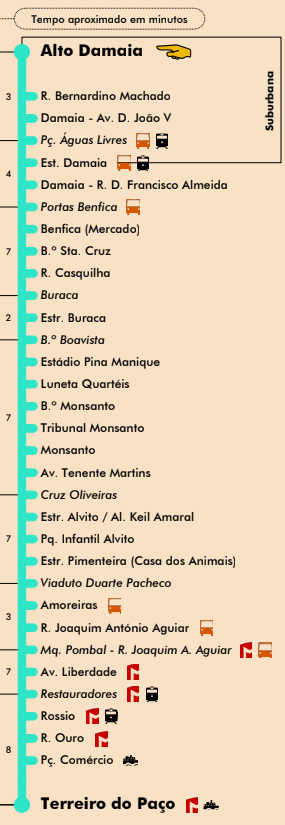 Tempo aproximado em minutos
Alto Damaia
Suburbana
3
R. Bernardino Machado
Damaia - Av. D. João V
Pç. Águas Livres
Est. Damaia
4
Damaia - R. D. Francisco Almeida
Portas Benfica
Benfica (Mercado)
7
B.º Sta. Cruz
R. Casquilha
Buraca
2
Estr. Buraca
B.º Boavista
Estádio Pina Manique
Luneta Quartéis
B.º Monsanto
7
Tribunal Monsanto
Monsanto
Av. Tenente Martins
Cruz Oliveiras
Estr. Alvito / Al. Keil Amaral
7
Pq. Infantil Alvito
Estr. Pimenteira (Casa dos Animais)
Viaduto Duarte Pacheco
Amoreiras
3
R. Joaquim António Aguiar
Mq. Pombal - R. Joaquim A. Aguiar
7
Av. Liberdade
Restauradores
Rossio
R. Ouro
8
Pç. Comércio
Terreiro do Paço